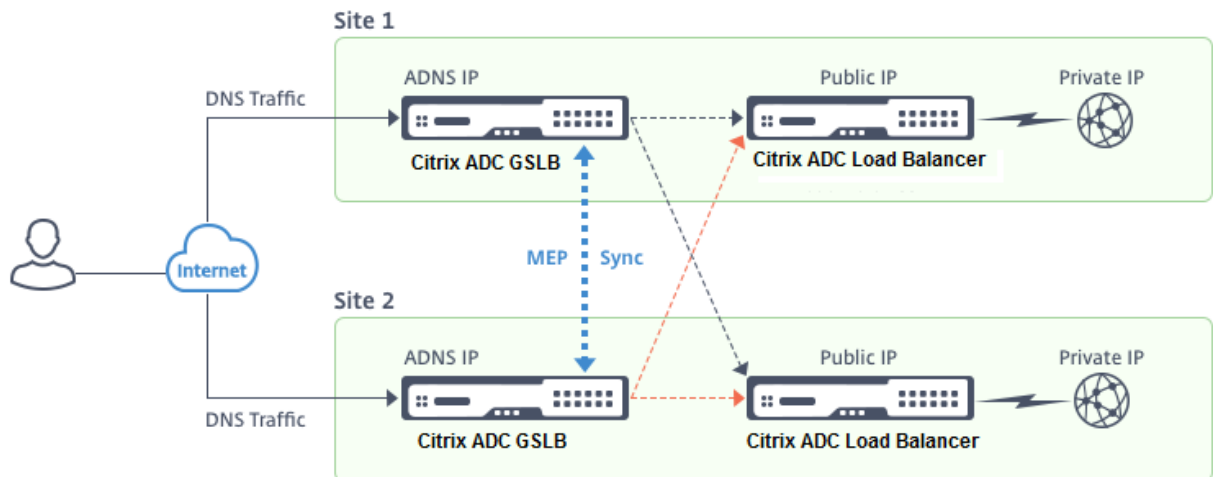 Site 1
ADNS IP
Public IP
Private IP
DNS Traffic
Citrix ADC GSLB
Citrix ADC Load Balancer
Internet
MEP Sync
Site 2
ADNS IP
Public IP
Private IP
DNS Traffic
Citrix ADC GSLB
Citrix ADC Load Balancer